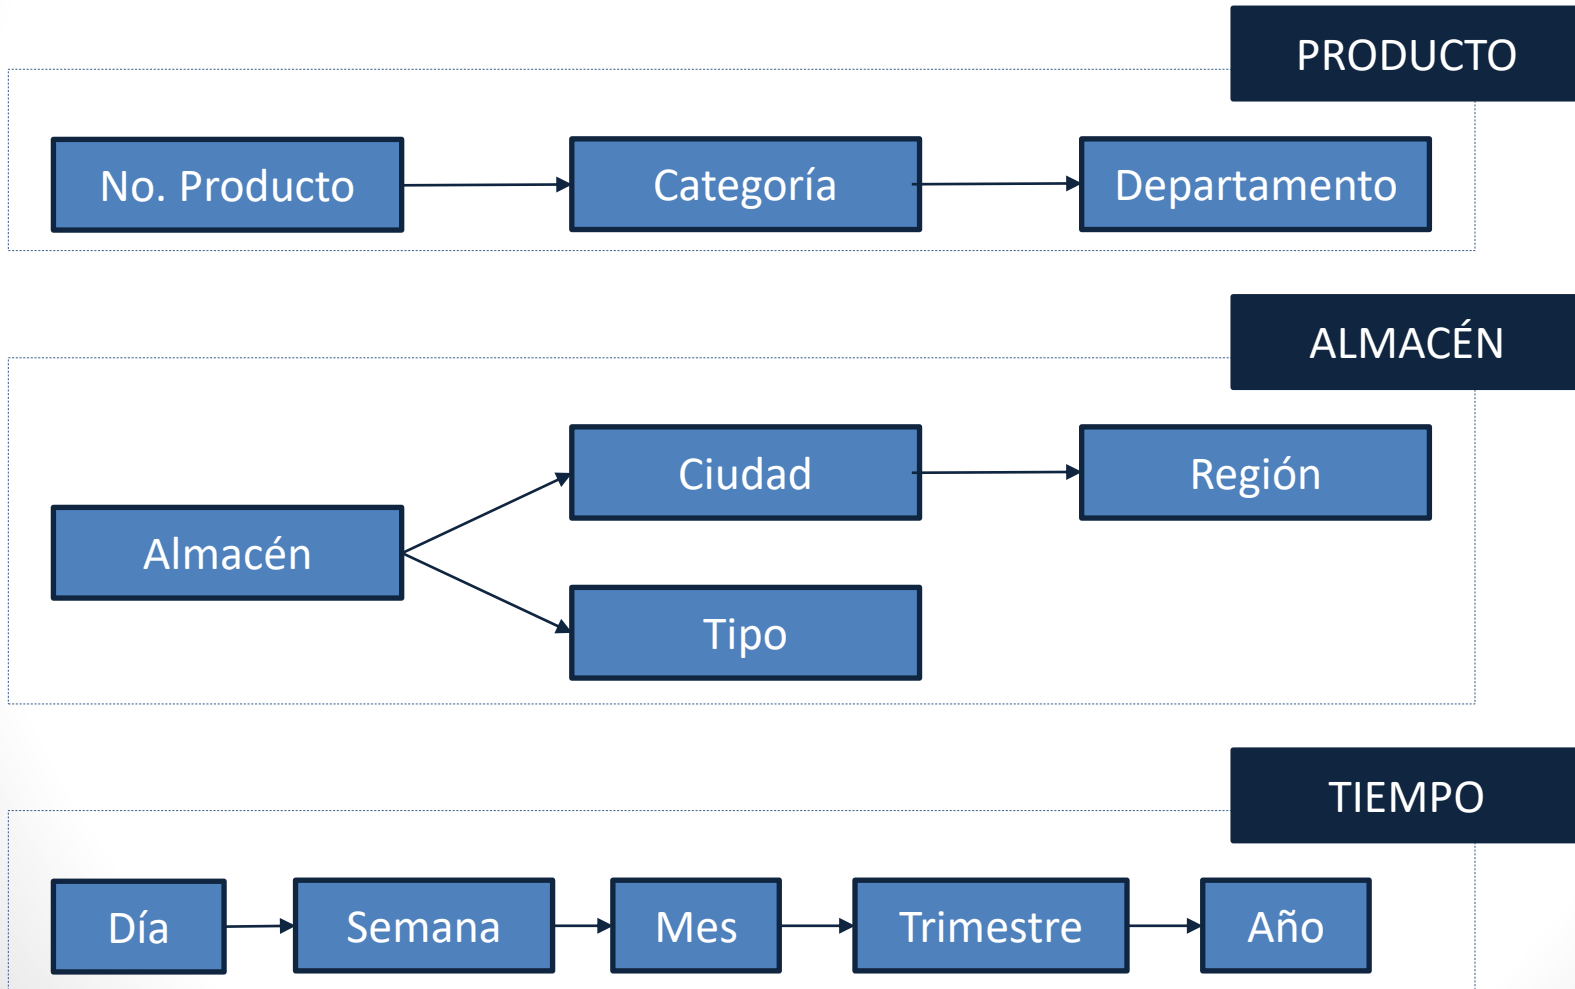 PRODUCTO
No. Producto
Categoría
Departamento
ALMACÉN
Ciudad
Región
Almacén
Tipo
TIEMPO
Día
Semana
Mes
Trimestre
Año